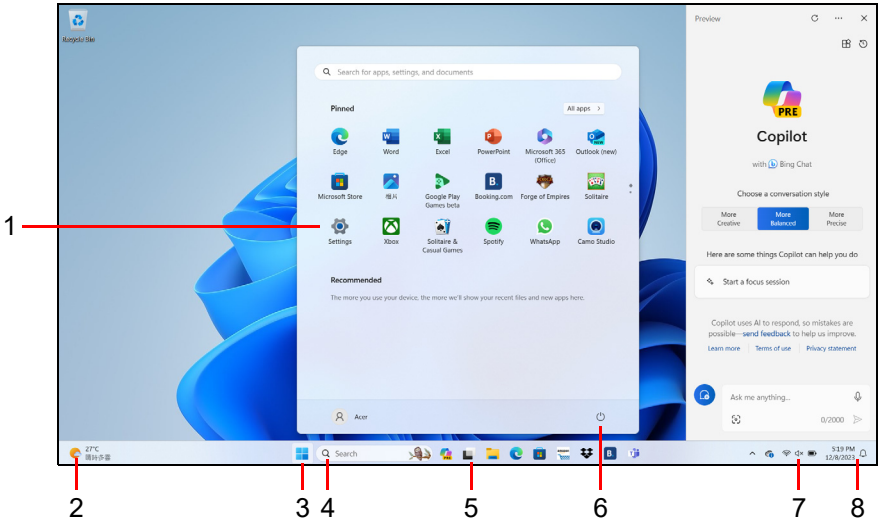 Recycle Bin
Search for apps, settings, and documents
Pinned
All apps >
Edge
Word
Excel
PowerPoint
Microsoft 365
(Office)
Outlook (new)
Microsoft Store
相片
Google Play
Games beta
Booking.com
Forge of Empires
Solitaire
Settings
Xbox
Solitaire &
Casual Games
Spotify
WhatsApp
Camo Studio
Recommended
The more you use your device, the more we'll show your recent files and new apps here.
Acer
Preview
PRE
Copilot
with b Bing Chat
Choose a conversation style
More
Creative
More
Balanced
More
Precise
Here are some things Copilot can help you do
Start a focus session
Copilot uses AI to respond, so mistakes are
possible—send feedback to help us improve.
Learn more
Terms of use
Privacy statement
Ask me anything...
0/2000
27°C
晴時多雲
Search
5:19 PM
12/8/2023
1
2
3
4
5
6
7
8